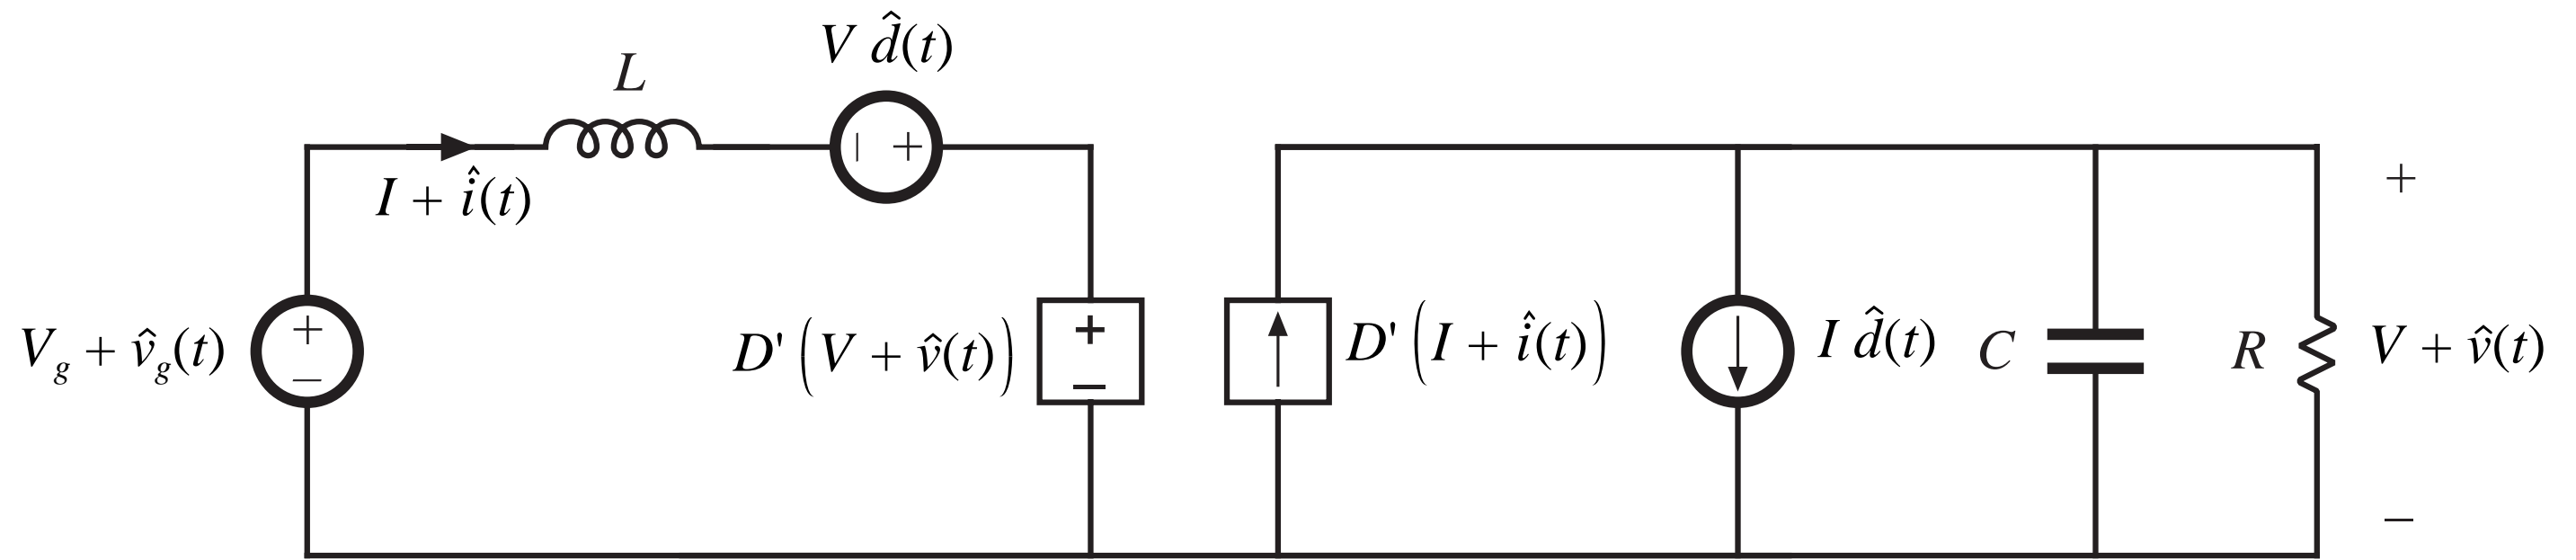 L
V d̂(t)
I + î(t)
+
−
− +
V_g + v̂_g(t)
D' (V + v̂(t))
+
−
D' (I + î(t))
I d̂(t)
C
R
+
V + v̂(t)
−